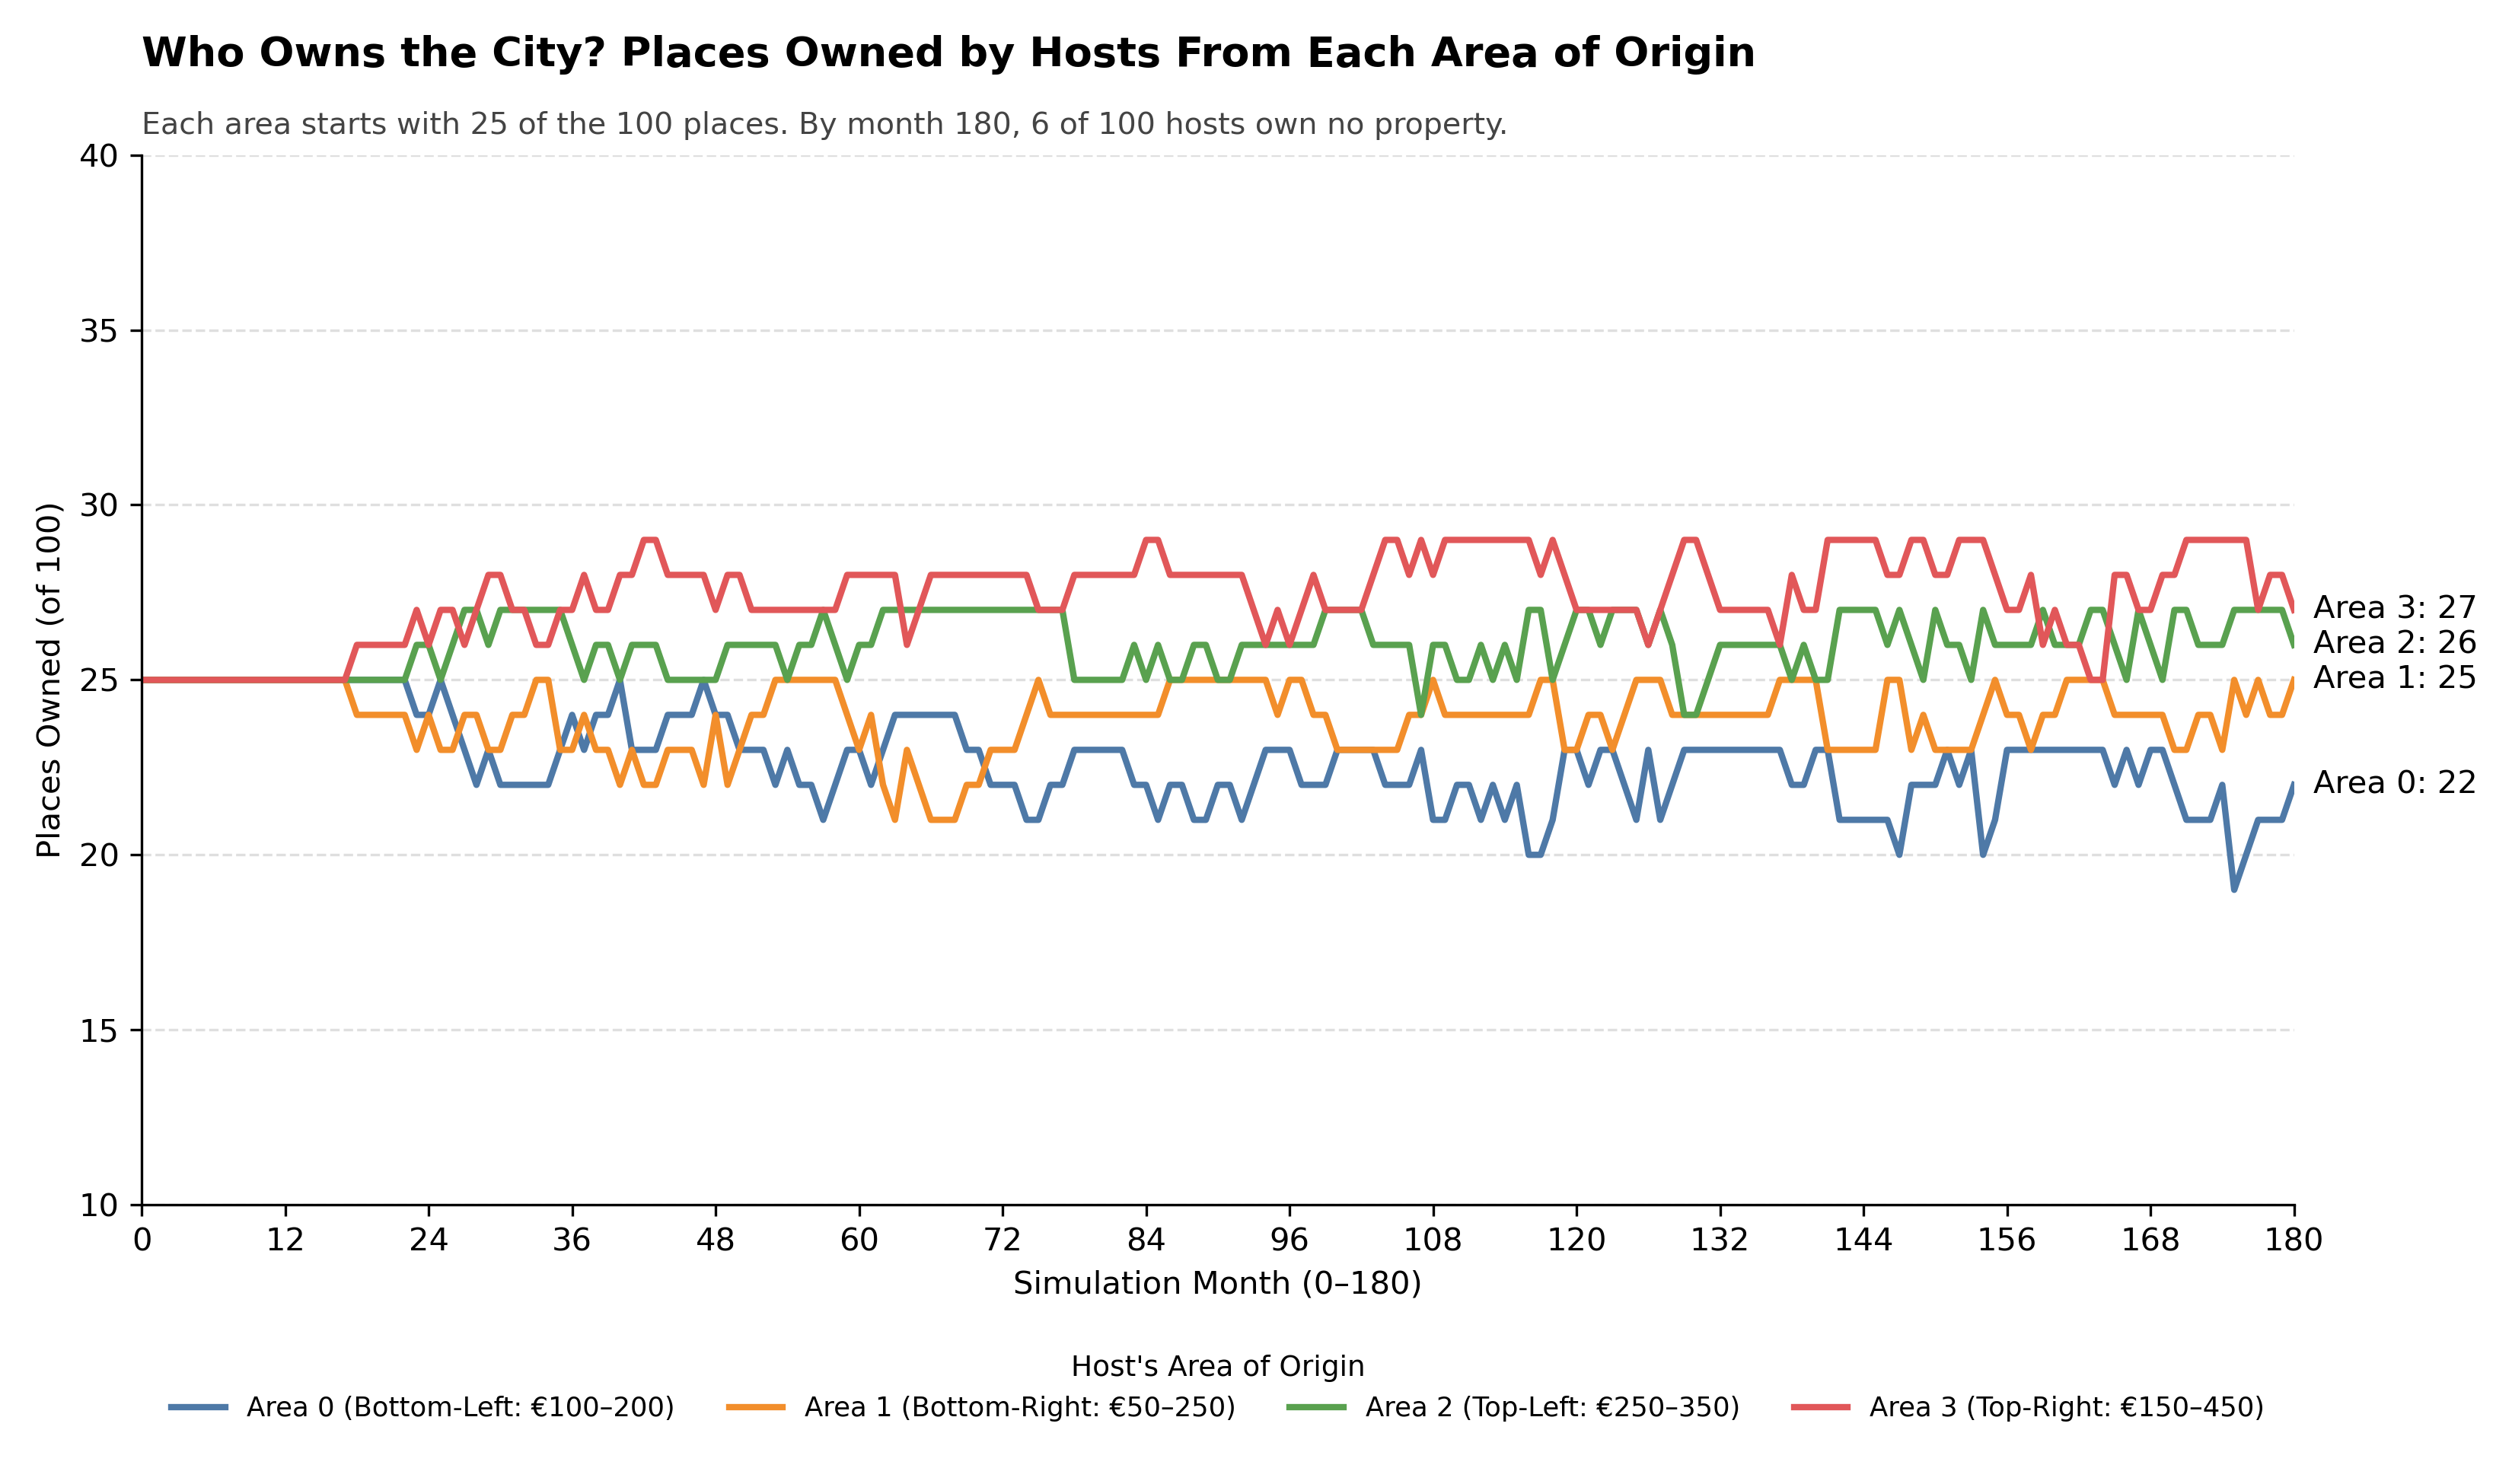 Who Owns the City? Places Owned by Hosts From Each Area of Origin
Each area starts with 25 of the 100 places. By month 180, 6 of 100 hosts own no property.
Places Owned (of 100)
40
35
30
25
20
15
10
Area 3: 27
Area 2: 26
Area 1: 25
Area 0: 22
0 12 24 36 48 60 72 84 96 108 120 132 144 156 168 180
Simulation Month (0–180)
Host's Area of Origin
Area 0 (Bottom-Left: €100–200) Area 1 (Bottom-Right: €50–250) Area 2 (Top-Left: €250–350) Area 3 (Top-Right: €150–450)